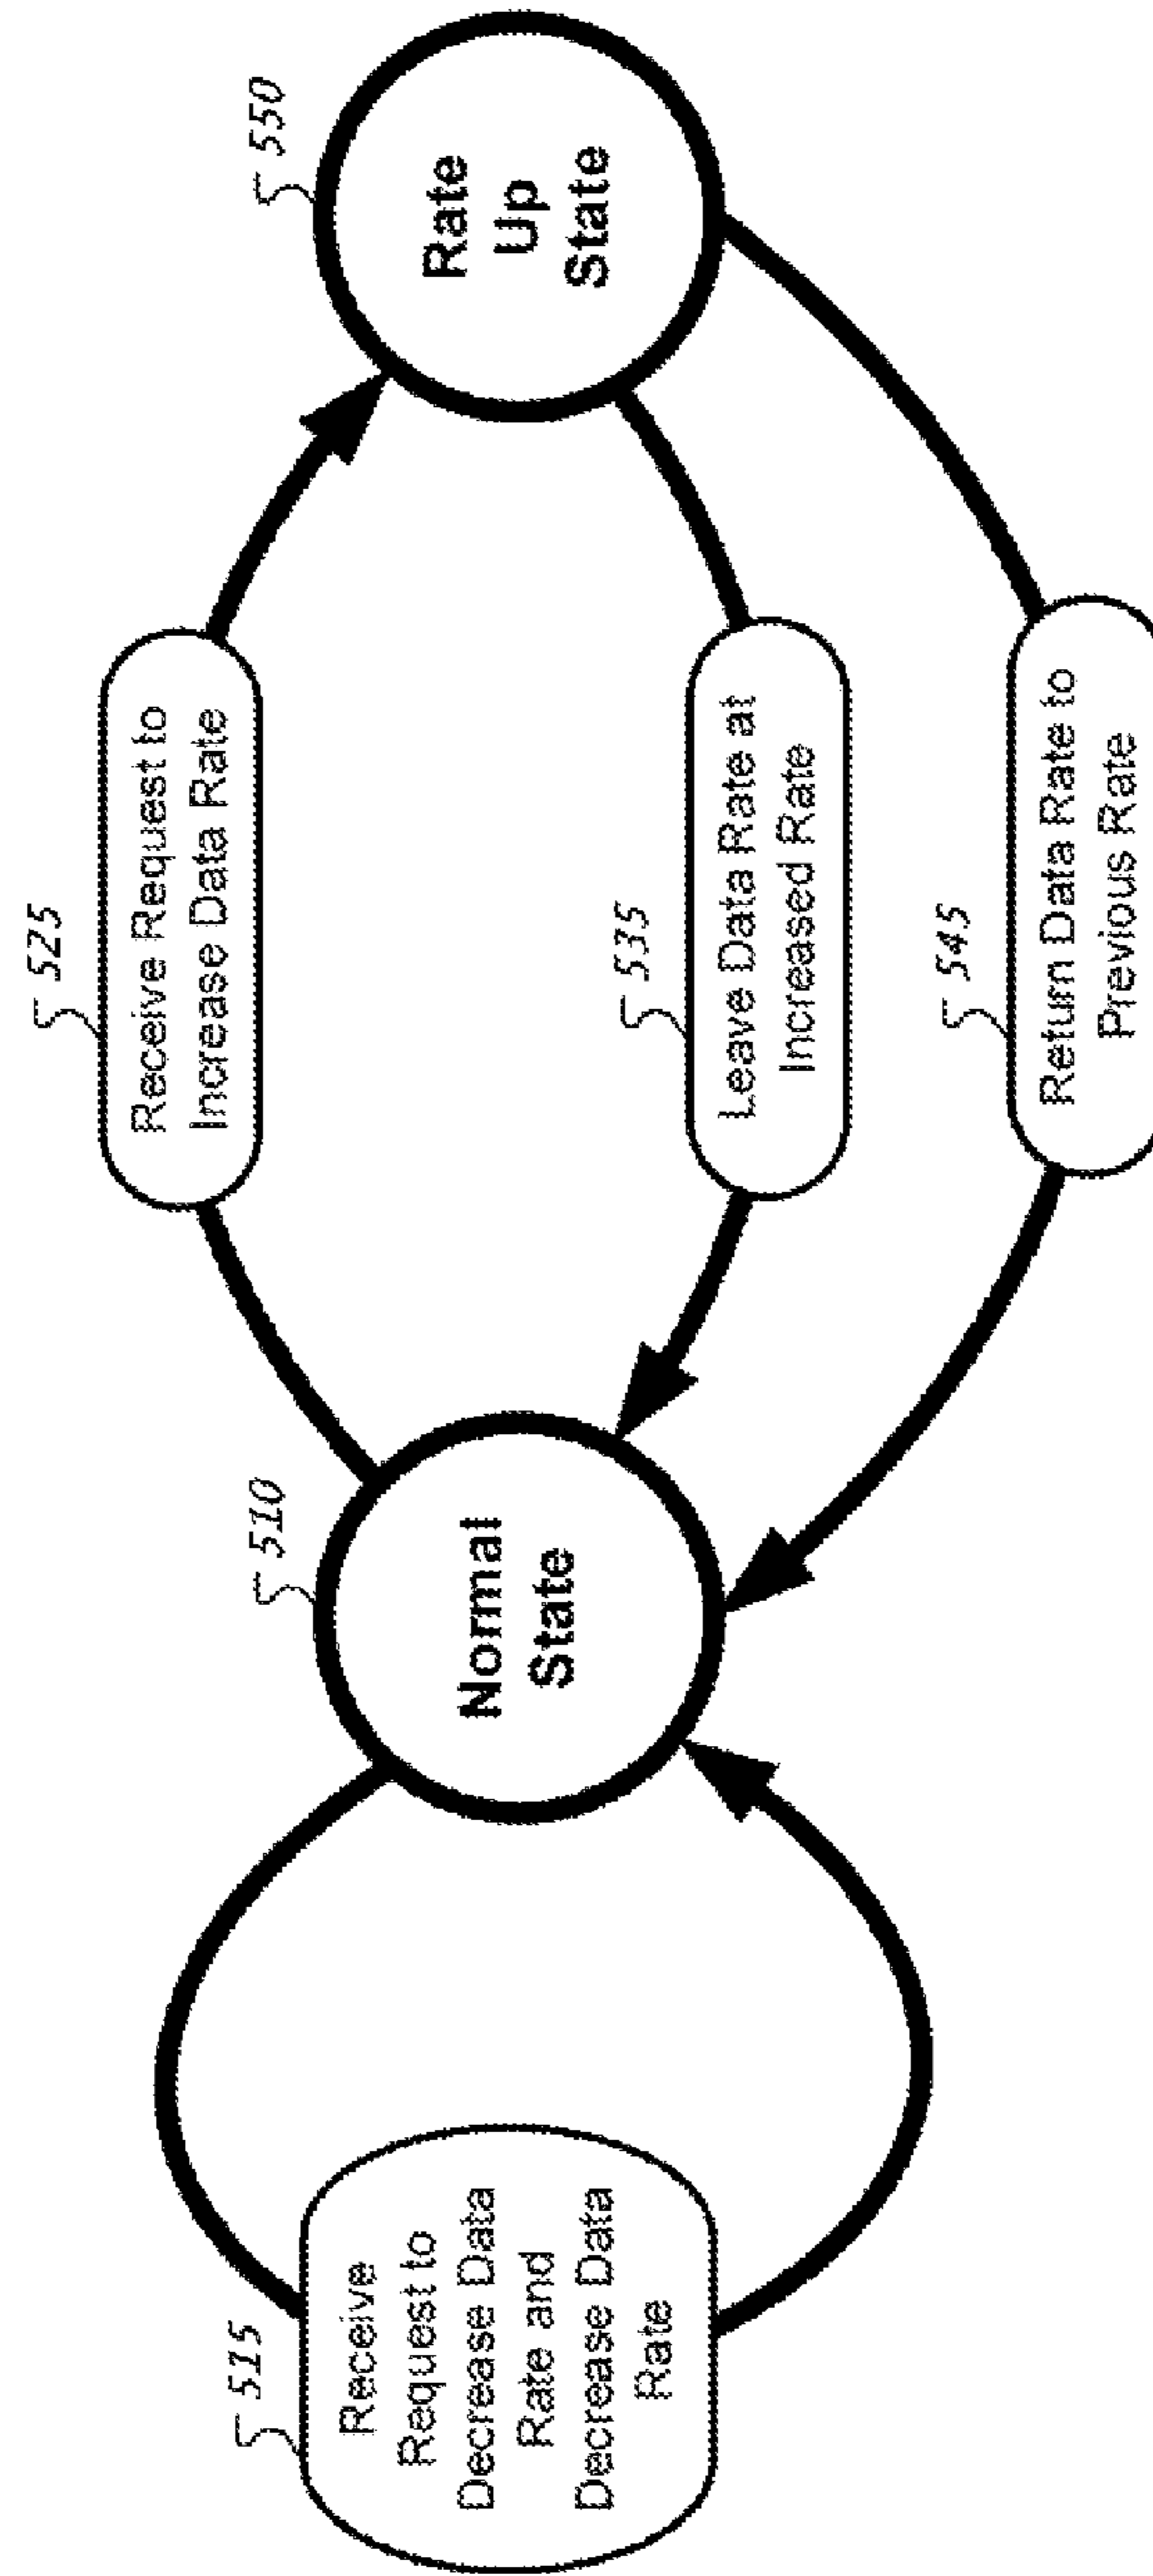 515
Receive
Request to
Decrease Data
Rate and
Decrease Data
Rate
510
Normal
State
525
Receive Request to
Increase Data Rate
535
Leave Data Rate at
Increased Rate
545
Return Data Rate to
Previous Rate
550
Rate
Up
State